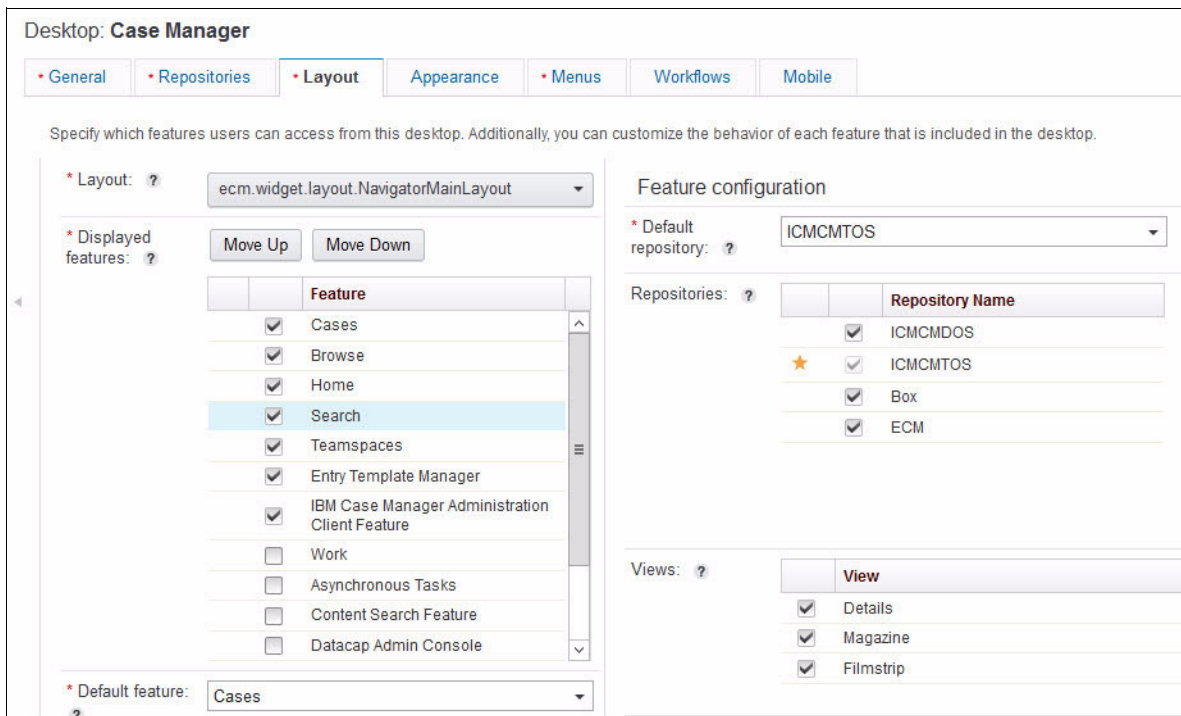 Desktop: Case Manager
* General
* Repositories
* Layout
Appearance
* Menus
Workflows
Mobile
Specify which features users can access from this desktop. Additionally, you can customize the behavior of each feature that is included in the desktop.
* Layout: ?
ecm.widget.layout.NavigatorMainLayout
* Displayed
features: ?
Move Up
Move Down
Feature
Cases
Browse
Home
Search
Teamspaces
Entry Template Manager
IBM Case Manager Administration
Client Feature
Work
Asynchronous Tasks
Content Search Feature
Datacap Admin Console
* Default feature:
?
Cases
Feature configuration
* Default
repository: ?
ICMCMTOS
Repositories: ?
Repository Name
ICMCMDOS
ICMCMTOS
Box
ECM
Views: ?
View
Details
Magazine
Filmstrip